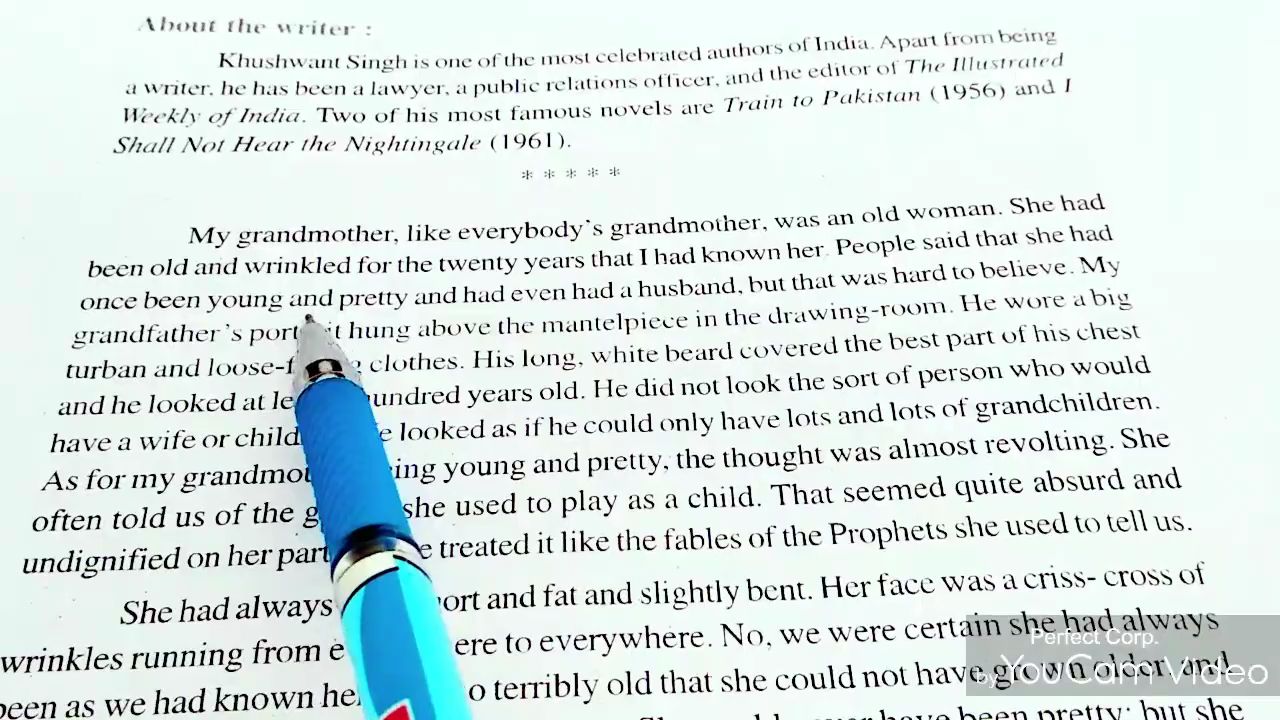 About the writer :
Khushwant Singh is one of the most celebrated authors of India. Apart from being
a writer, he has been a lawyer, a public relations officer, and the editor of The Illustrated
Weekly of India. Two of his most famous novels are Train to Pakistan (1956) and I
Shall Not Hear the Nightingale (1961).
* * * * *
My grandmother, like everybody's grandmother, was an old woman. She had
been old and wrinkled for the twenty years that I had known her. People said that she had
once been young and pretty and had even had a husband, but that was hard to believe. My
grandfather's hung above the mantelpiece in the drawing-room. He wore a big
turban and clothes. His long, white beard covered the best part of his chest
and he looked at years old. He did not look the sort of person who would
have a wife or looked as if he could only have lots and lots of grandchildren.
As for my young and pretty, the thought was almost revolting. She
often told us of the she used to play as a child. That seemed quite absurd and
undignified on her treated it like the fables of the Prophets she used to tell us.
She had always and fat and slightly bent. Her face was a criss- cross of
wrinkles running from to everywhere. No, we were certain she had always
been as we had known terribly old that she could not have grown older and
have been pretty; but she
Perfect Corp.
by YouCam Video